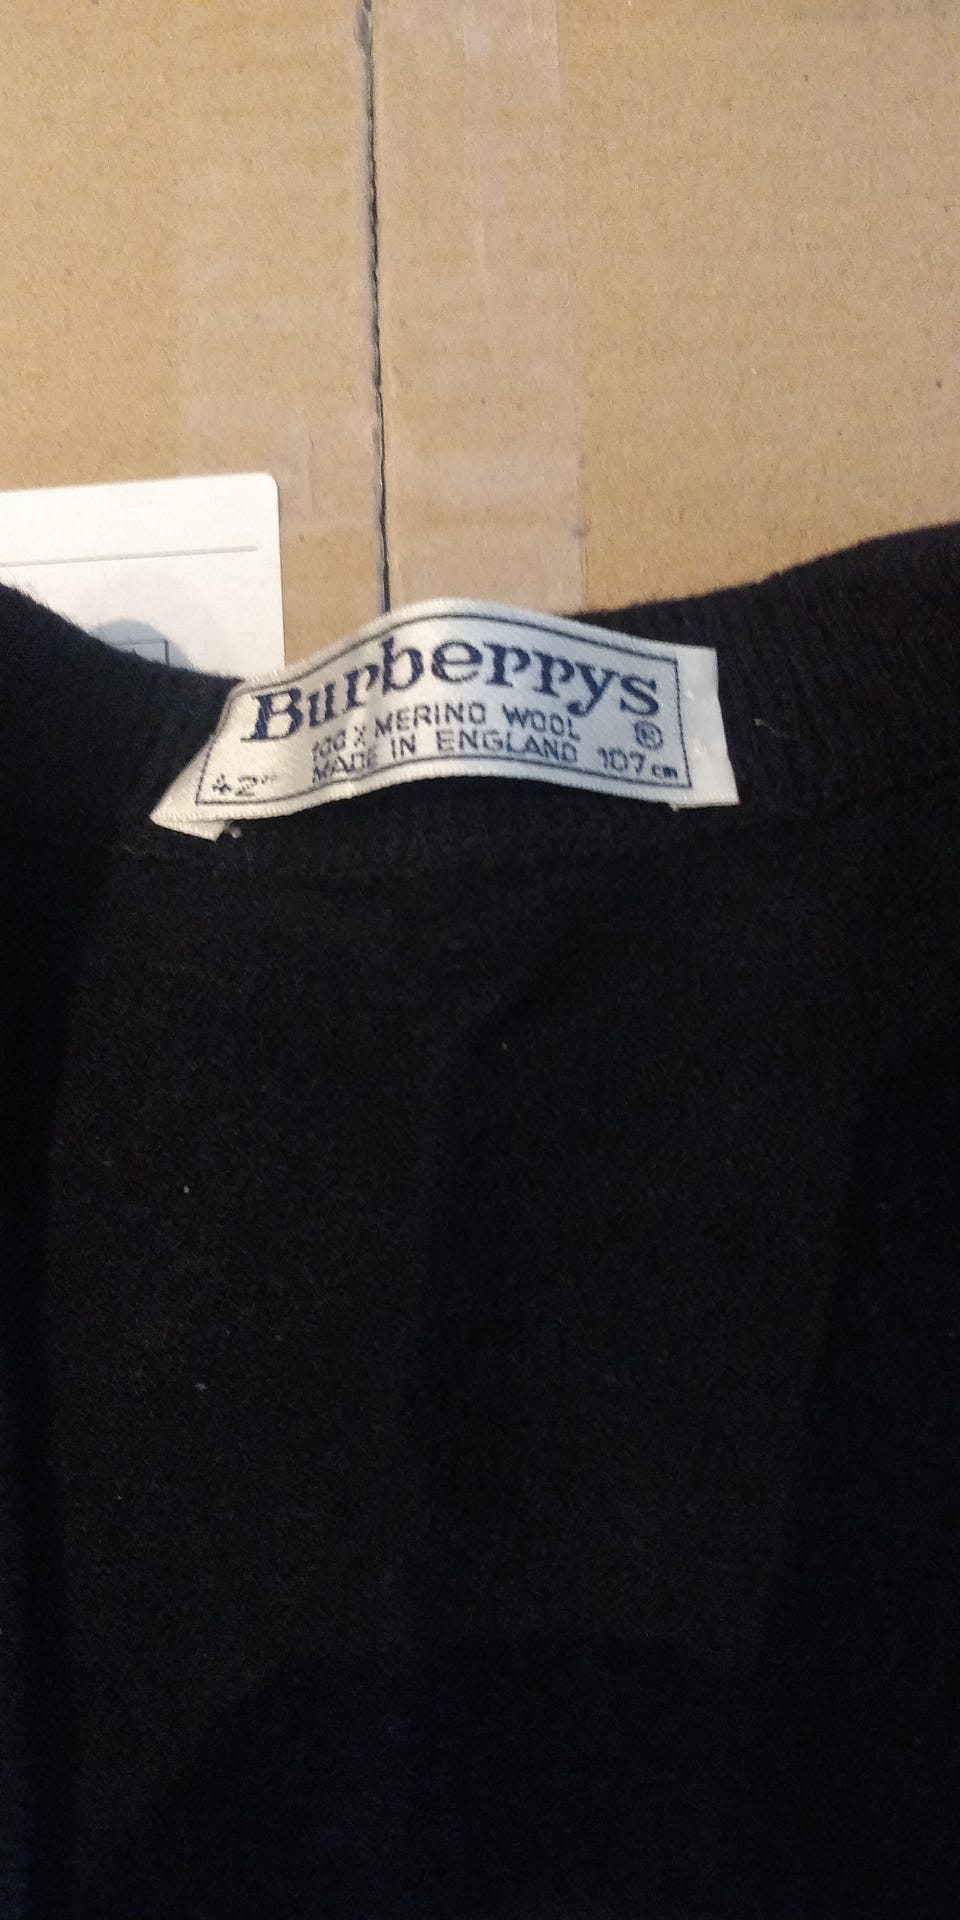 Burberrys
100% MERINO WOOL ®
42" MADE IN ENGLAND 107cm